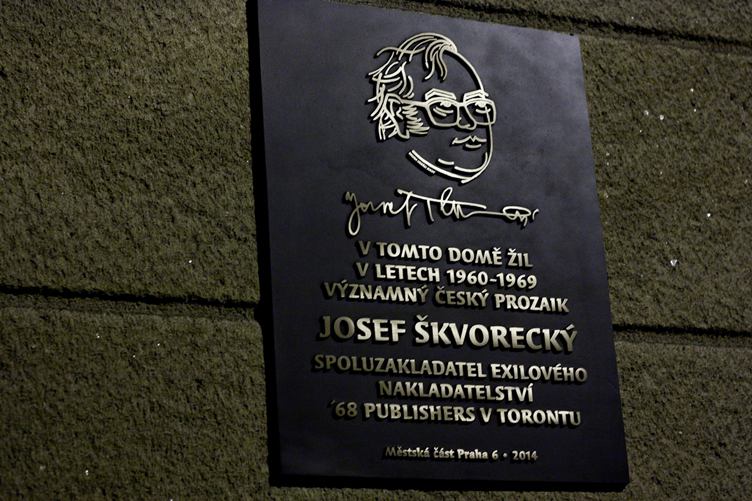 V TOMTO DOMĚ ŽIL
V LETECH 1960-1969
VÝZNAMNÝ ČESKÝ PROZAIK
JOSEF ŠKVORECKÝ
SPOLUZAKLADATEL EXILOVÉHO
NAKLADATELSTVÍ
'68 PUBLISHERS V TORONTU
Městská část Praha 6 • 2014